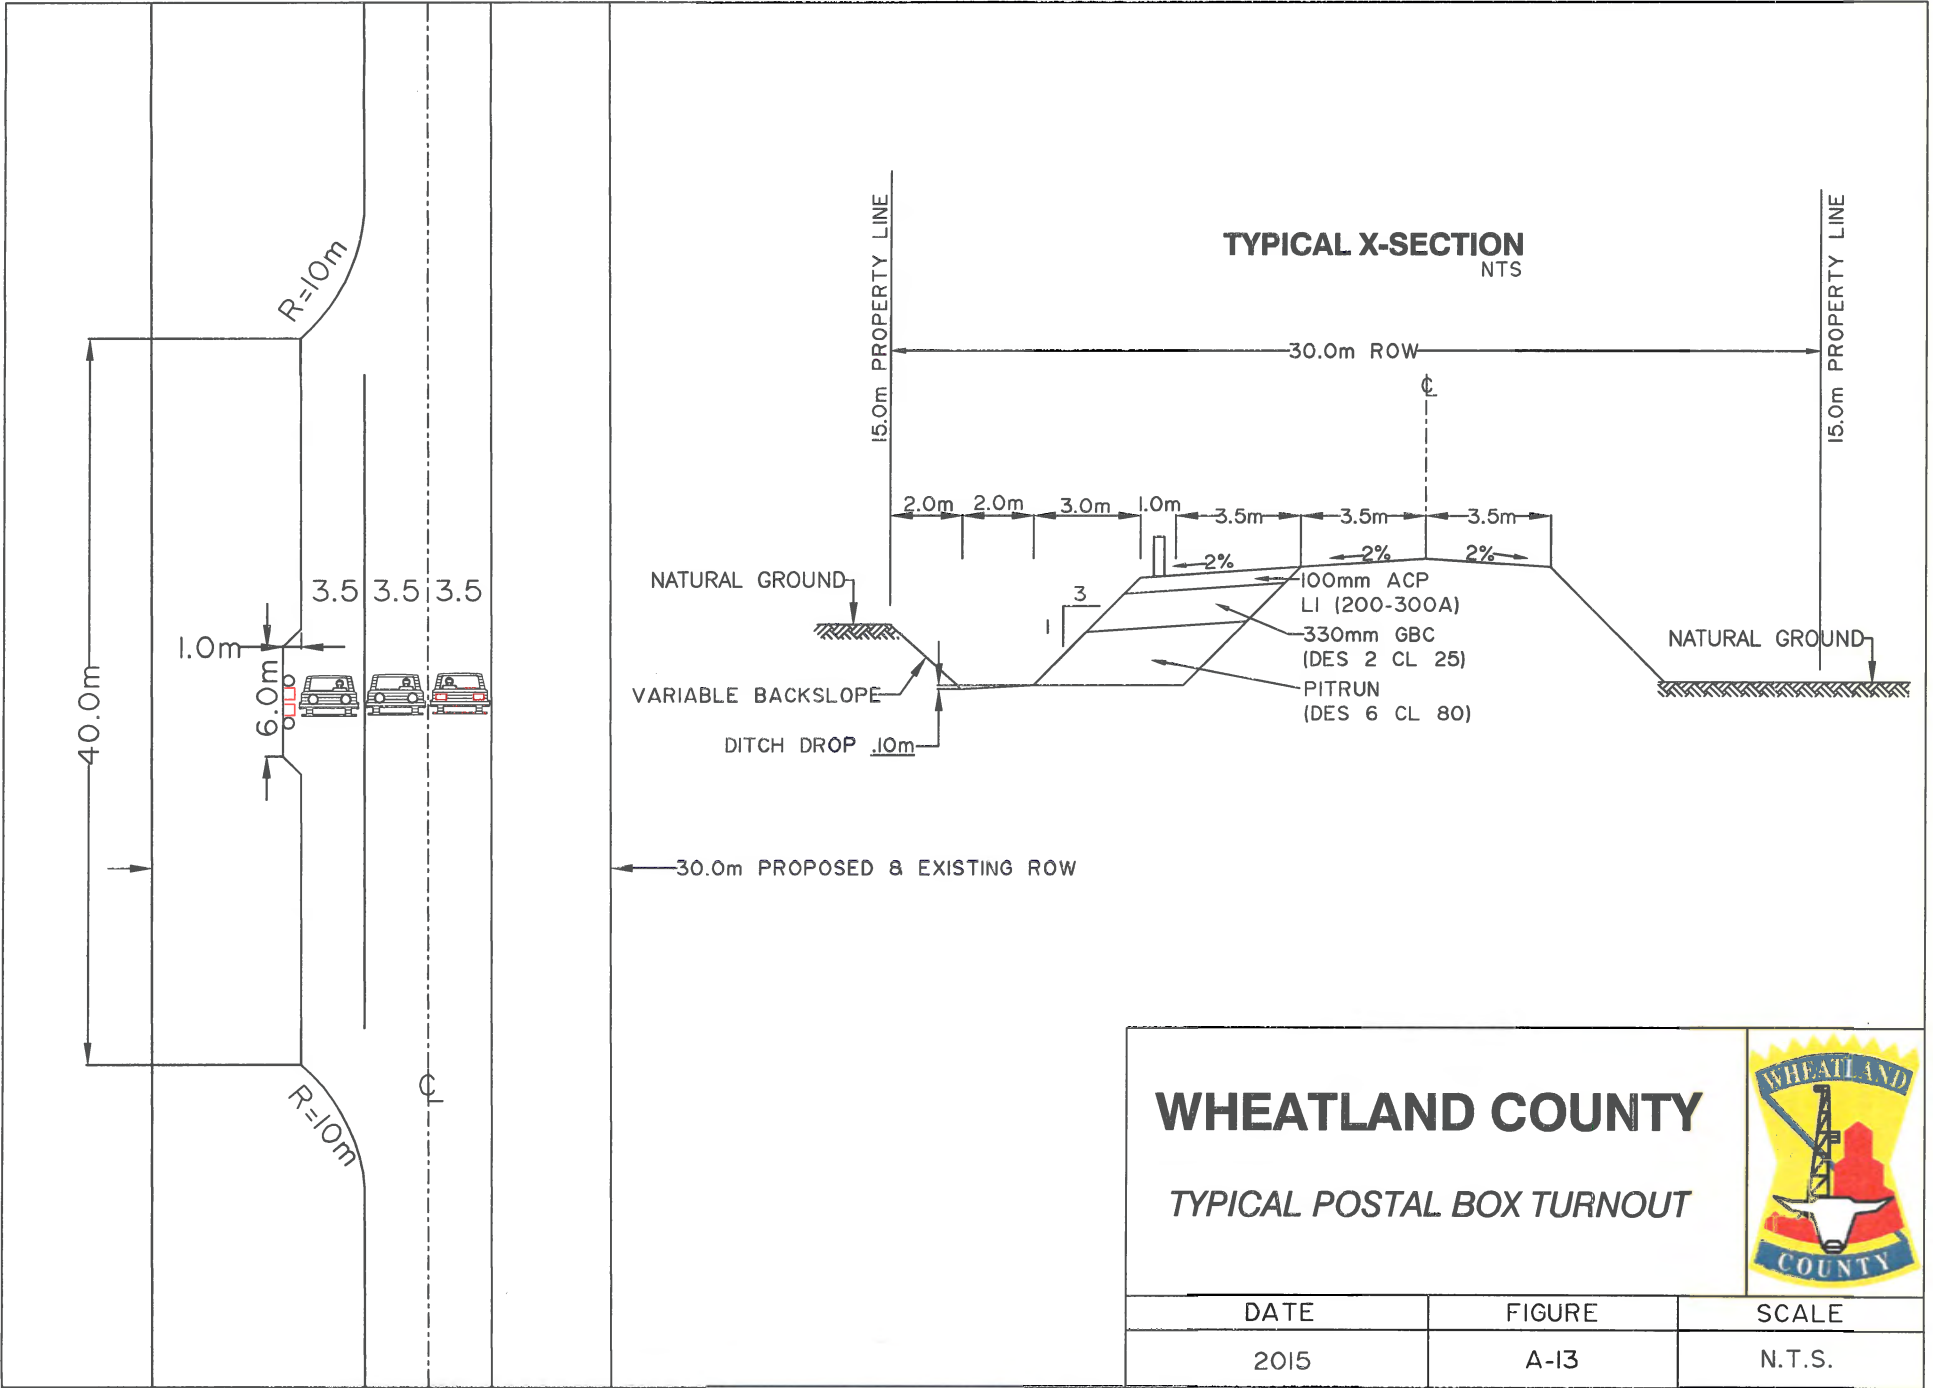 R=10m
40.0m
3.5 3.5 3.5
1.0m
6.0m
R=10m
℄
30.0m PROPOSED & EXISTING ROW
TYPICAL X-SECTION
NTS
15.0m PROPERTY LINE
15.0m PROPERTY LINE
30.0m ROW
℄
2.0m 2.0m 3.0m 1.0m 3.5m 3.5m 3.5m
2% 2% 2%
NATURAL GROUND
3
1
100mm ACP
L1 (200-300A)
330mm GBC
(DES 2 CL 25)
PITRUN
(DES 6 CL 80)
NATURAL GROUND
VARIABLE BACKSLOPE
DITCH DROP .10m
WHEATLAND COUNTY
TYPICAL POSTAL BOX TURNOUT
WHEATLAND
COUNTY
DATE FIGURE SCALE
2015 A-13 N.T.S.